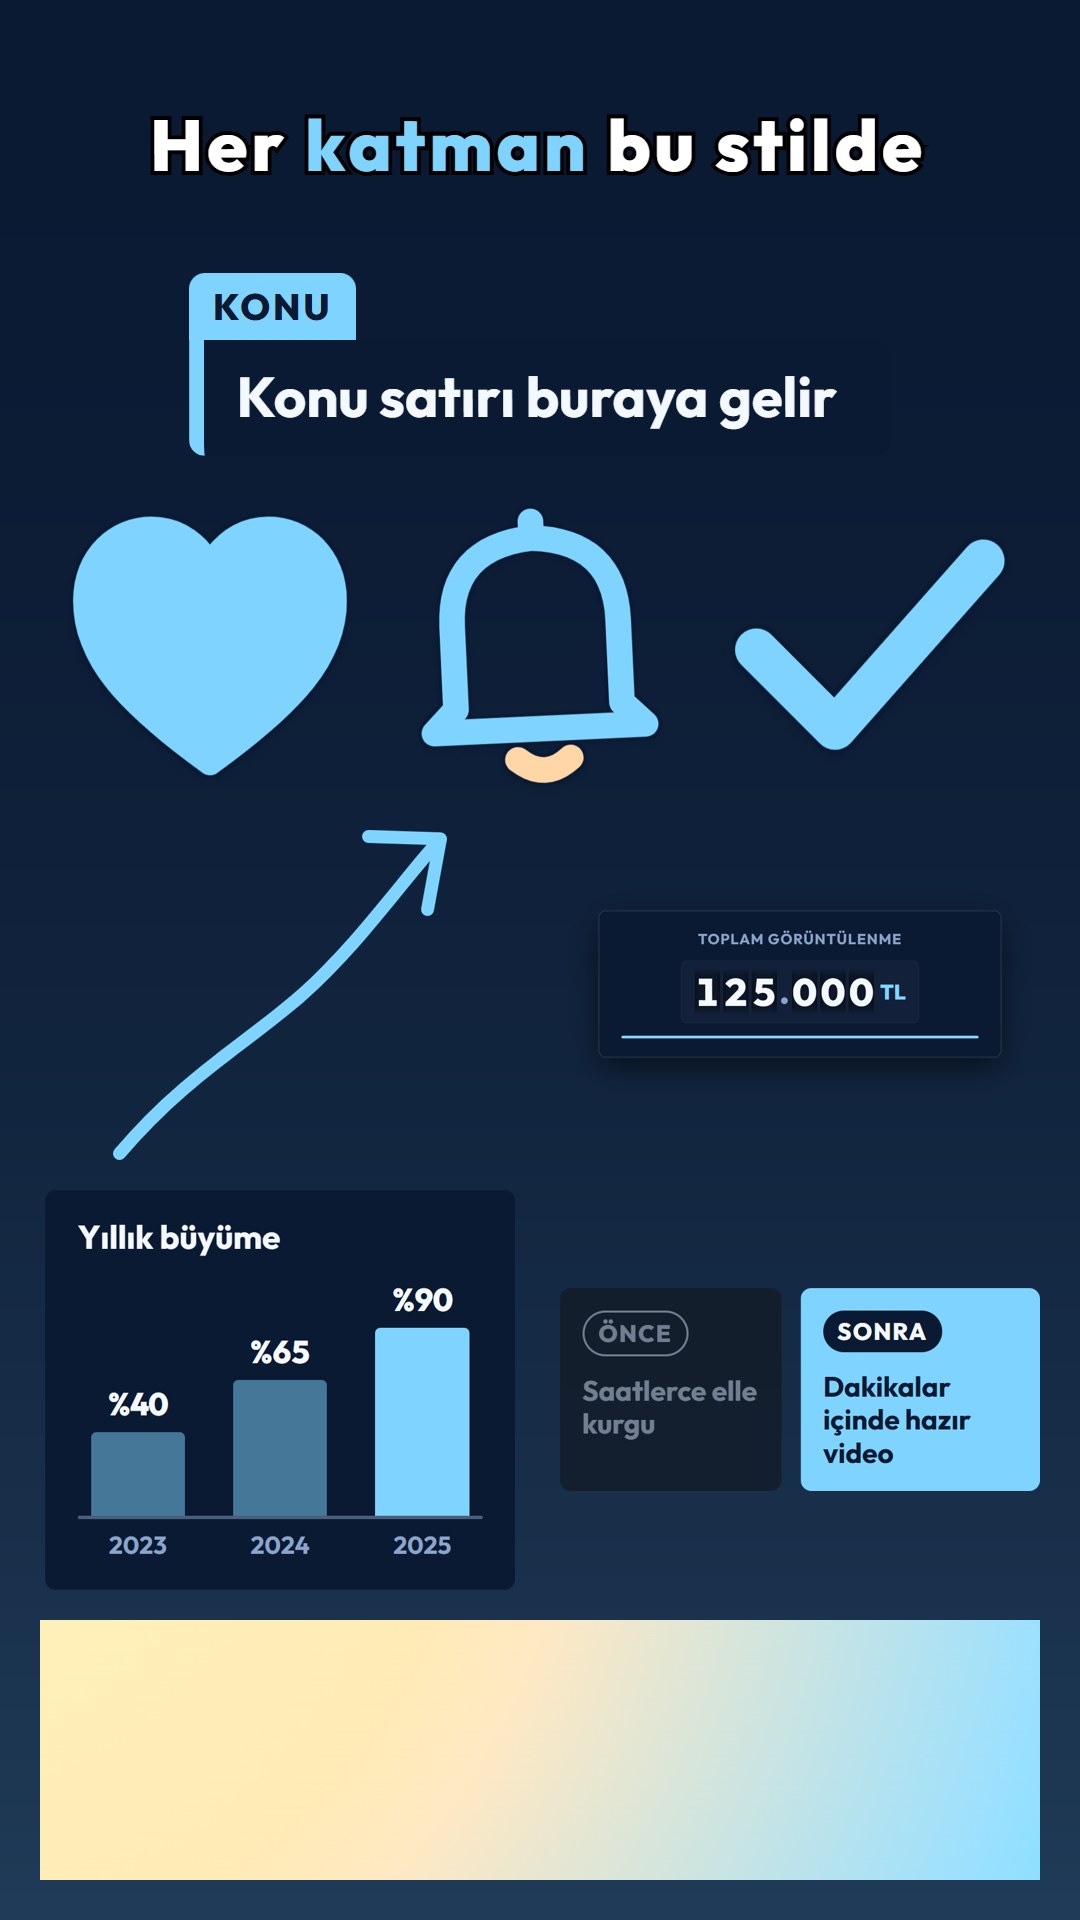 Her katman bu stilde
KONU
Konu satırı buraya gelir
TOPLAM GÖRÜNTÜLENME
125.000 TL
Yıllık büyüme
%40
%65
%90
2023
2024
2025
ÖNCE
Saatlerce elle
kurgu
SONRA
Dakikalar
içinde hazır
video